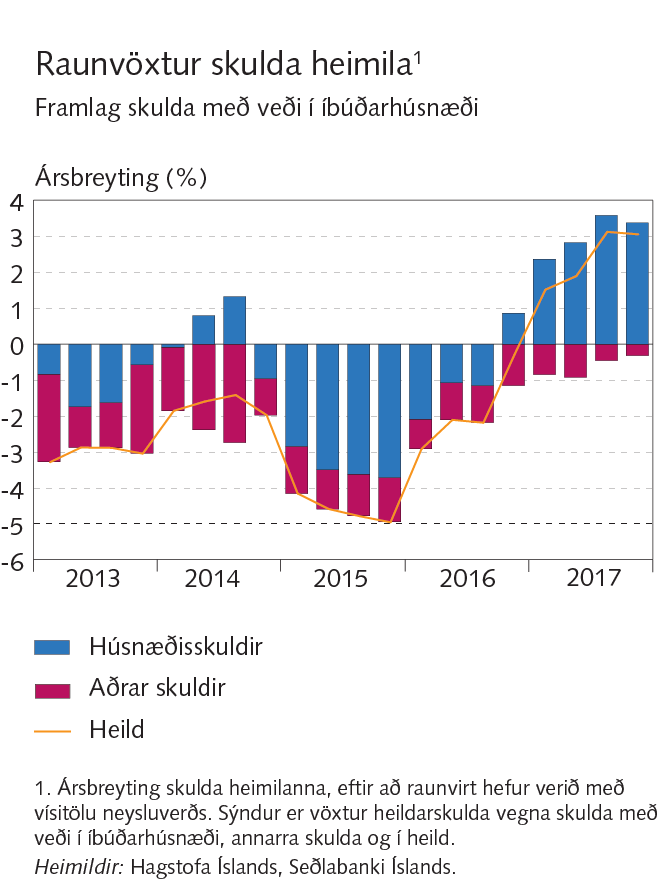 Raunvöxtur skulda heimila¹
Framlag skulda með veði í íbúðarhúsnæði
Ársbreyting (%)
4
3
2
1
0
-1
-2
-3
-4
-5
-6
2013 2014 2015 2016 2017
Húsnæðisskuldir
Aðrar skuldir
Heild
1. Ársbreyting skulda heimilanna, eftir að raunvirt hefur verið með
vísitölu neysluverðs. Sýndur er vöxtur heildarskulda vegna skulda með
veði í íbúðarhúsnæði, annarra skulda og í heild.
Heimildir: Hagstofa Íslands, Seðlabanki Íslands.